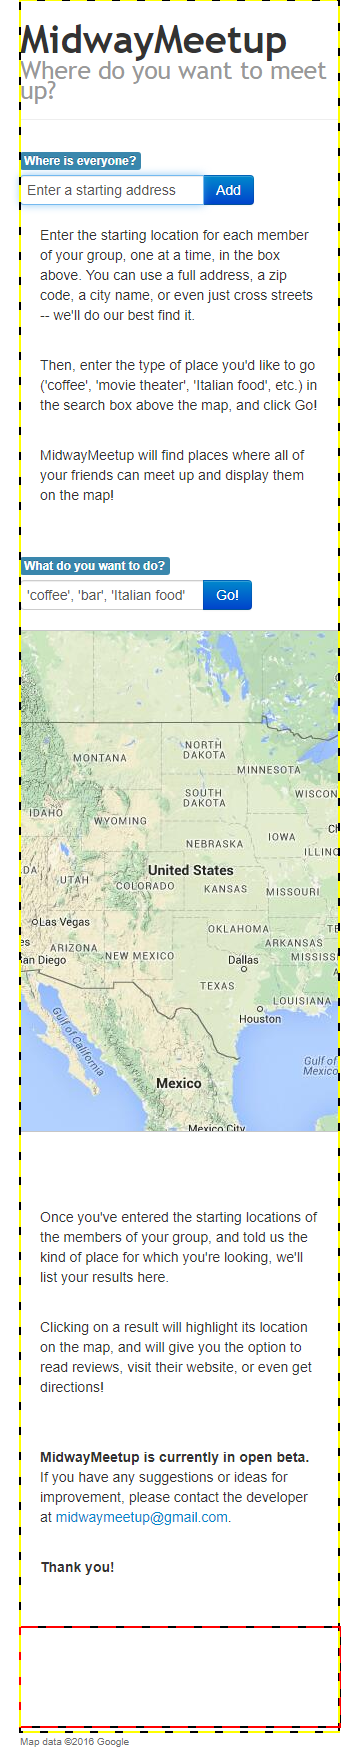 MidwayMeetup
Where do you want to meet
up?
Where is everyone?
Enter a starting address
Add
Enter the starting location for each member
of your group, one at a time, in the box
above. You can use a full address, a zip
code, a city name, or even just cross streets
-- we'll do our best find it.
Then, enter the type of place you'd like to go
('coffee', 'movie theater', 'Italian food', etc.) in
the search box above the map, and click Go!
MidwayMeetup will find places where all of
your friends can meet up and display them
on the map!
What do you want to do?
'coffee', 'bar', 'Italian food'
Go!
MONTANA
NORTH
DAKOTA
MINNESOTA
SOUTH
DAKOTA
WISCON
IDAHO
WYOMING
CH
IOWA
NEBRASKA
ILLINO
United States
DA
UTAH
COLORADO
KANSAS
MISSOURI
Las Vegas
OKLAHOMA
TE
ARKANSAS
es
ARIZONA
NEW MEXICO
Dallas
MISSISS
an Diego
TEXAS
LOUISIANA
Houston
Gulf of
California
Gulf of
Mexico
Mexico
Mexico City
Once you've entered the starting locations of
the members of your group, and told us the
kind of place for which you're looking, we'll
list your results here.
Clicking on a result will highlight its location
on the map, and will give you the option to
read reviews, visit their website, or even get
directions!
MidwayMeetup is currently in open beta.
If you have any suggestions or ideas for
improvement, please contact the developer
at midwaymeetup@gmail.com.
Thank you!
Map data ©2016 Google